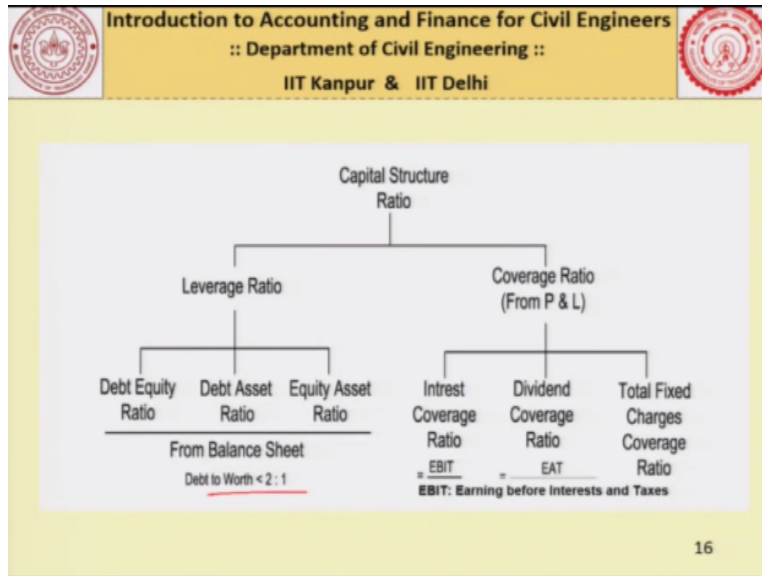 Introduction to Accounting and Finance for Civil Engineers
:: Department of Civil Engineering ::
IIT Kanpur & IIT Delhi
Capital Structure
Ratio
Leverage Ratio
Coverage Ratio
(From P & L)
Debt Equity
Ratio
Debt Asset
Ratio
Equity Asset
Ratio
From Balance Sheet
Debt to Worth < 2 : 1
Intrest
Coverage
Ratio
= EBIT
Dividend
Coverage
Ratio
= EAT
Total Fixed
Charges
Coverage
Ratio
EBIT: Earning before Interests and Taxes
16